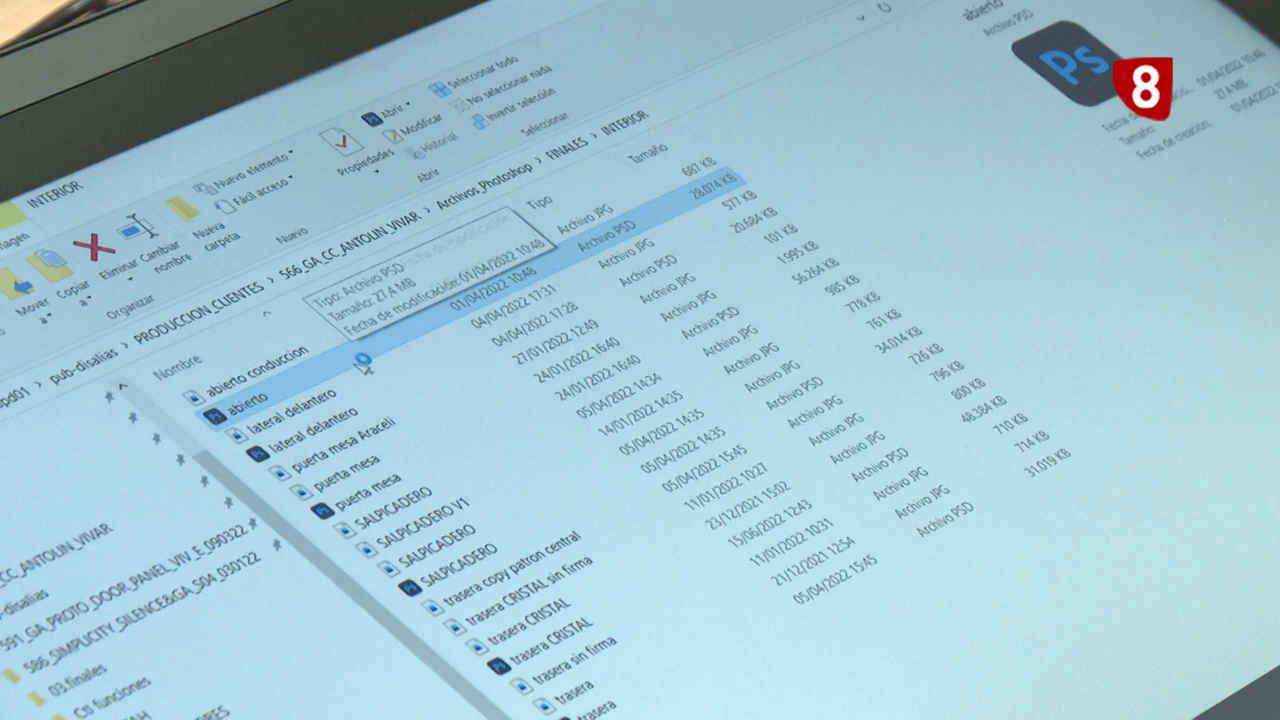 abierto
Archivo PSD
Ps
8
01/04/2022 10:48
Tamaño: 27,4 MB
Fecha de creación:
INTERIOR
Mover a
Copiar a
Eliminar
Cambiar nombre
Organizar
Nueva carpeta
Nuevo elemento
Fácil acceso
Nuevo
Propiedades
Abrir
Modificar
Historial
Abrir
Seleccionar todo
No seleccionar nada
Invertir selección
Seleccionar
pub-disalias > PRODUCCION_CLIENTES > 566_GA_CC_ANTOLIN_VIVAR > Archivos_Photoshop > FINALES > INTERIOR
Nombre Tipo Tamaño
Tipo: Archivo PSD
Tamaño: 27,4 MB
Fecha de modificación: 01/04/2022 10:48
abierto conduccion Archivo JPG 687 KB
abierto 01/04/2022 10:48 Archivo PSD 28.074 KB
lateral delantero 04/04/2022 17:31 Archivo JPG 577 KB
lateral delantero 04/04/2022 17:28 Archivo PSD 20.684 KB
puerta mesa Araceli 27/01/2022 12:49 Archivo JPG 101 KB
puerta mesa 24/01/2022 16:40 Archivo JPG 1.995 KB
puerta mesa 24/01/2022 16:40 Archivo PSD 56.264 KB
SALPICADERO 05/04/2022 14:34 Archivo JPG 985 KB
SALPICADERO V1 14/01/2022 14:35 Archivo JPG 778 KB
SALPICADERO 05/04/2022 14:35 Archivo JPG 761 KB
SALPICADERO 05/04/2022 14:35 Archivo PSD 34.014 KB
trasera copy patron central 05/04/2022 15:45 Archivo JPG 726 KB
trasera CRISTAL sin firma 11/01/2022 10:27 Archivo JPG 796 KB
trasera CRISTAL 23/12/2021 15:02 Archivo JPG 800 KB
trasera CRISTAL 15/06/2022 12:43 Archivo PSD 48.384 KB
trasera sin firma 11/01/2022 10:31 Archivo JPG 710 KB
trasera 21/12/2021 12:54 Archivo JPG 714 KB
trasera 05/04/2022 15:45 Archivo PSD 31.019 KB
_CC_ANTOLIN_VIVAR
-disalias
591_GA_PROTO_DOOR_PANEL_VIV_E_090322
586_SIMPLICITY_SILENCE&GA_S04_030122
03.finales
Ctl funciones